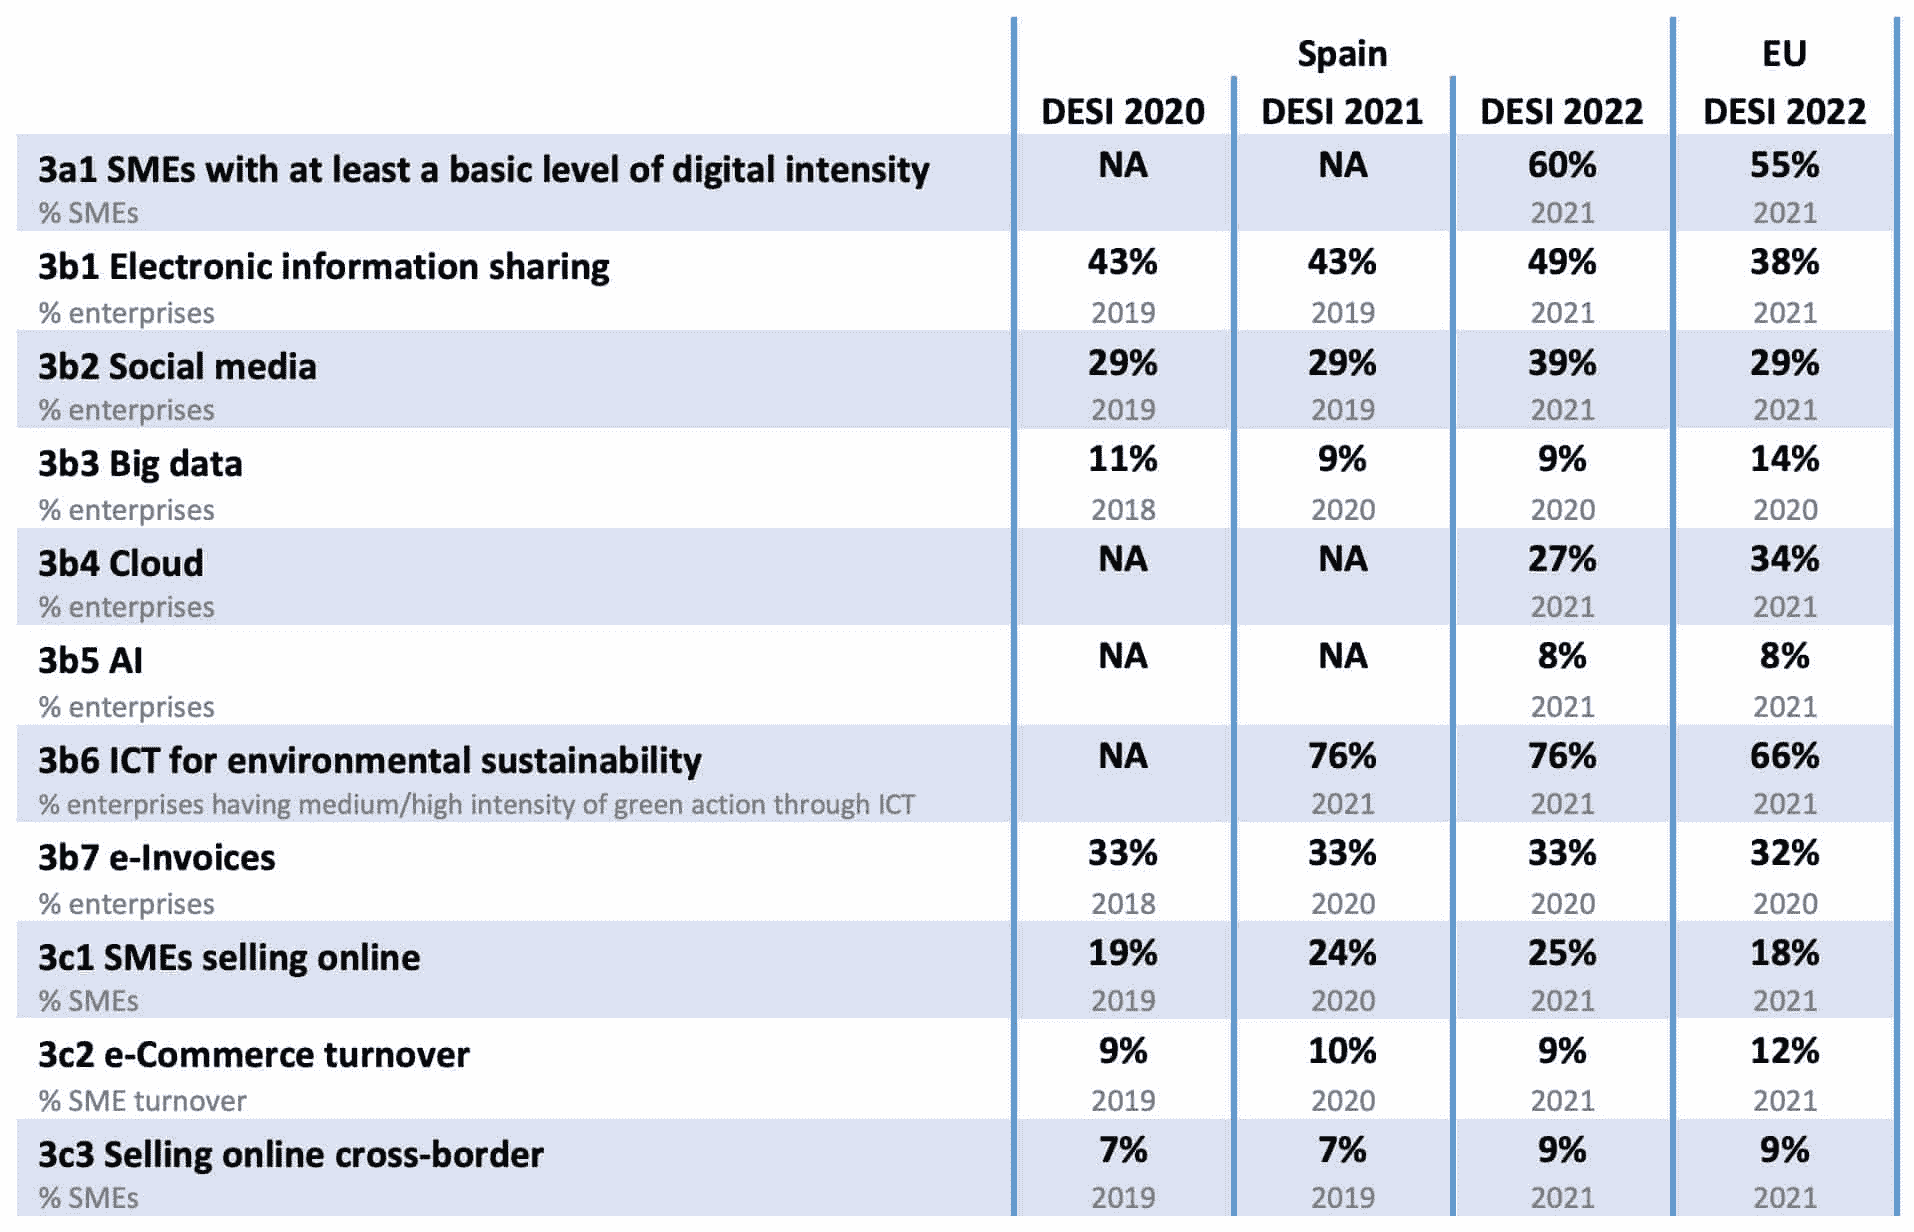 Spain EU
DESI 2020 DESI 2021 DESI 2022 DESI 2022
3a1 SMEs with at least a basic level of digital intensity NA NA 60% 55%
% SMEs 2021 2021
3b1 Electronic information sharing 43% 43% 49% 38%
% enterprises 2019 2019 2021 2021
3b2 Social media 29% 29% 39% 29%
% enterprises 2019 2019 2021 2021
3b3 Big data 11% 9% 9% 14%
% enterprises 2018 2020 2020 2020
3b4 Cloud NA NA 27% 34%
% enterprises 2021 2021
3b5 AI NA NA 8% 8%
% enterprises 2021 2021
3b6 ICT for environmental sustainability NA 76% 76% 66%
% enterprises having medium/high intensity of green action through ICT 2021 2021 2021
3b7 e-Invoices 33% 33% 33% 32%
% enterprises 2018 2020 2020 2020
3c1 SMEs selling online 19% 24% 25% 18%
% SMEs 2019 2020 2021 2021
3c2 e-Commerce turnover 9% 10% 9% 12%
% SME turnover 2019 2020 2021 2021
3c3 Selling online cross-border 7% 7% 9% 9%
% SMEs 2019 2019 2021 2021